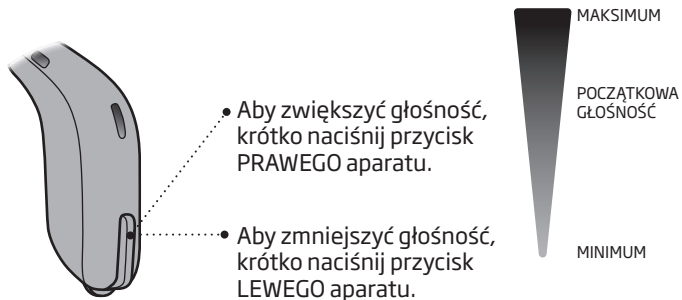 Aby zwiększyć głośność,
krótko naciśnij przycisk
PRAWEGO aparatu.
Aby zmniejszyć głośność,
krótko naciśnij przycisk
LEWEGO aparatu.
MAKSIMUM
POCZĄTKOWA
GŁOŚNOŚĆ
MINIMUM